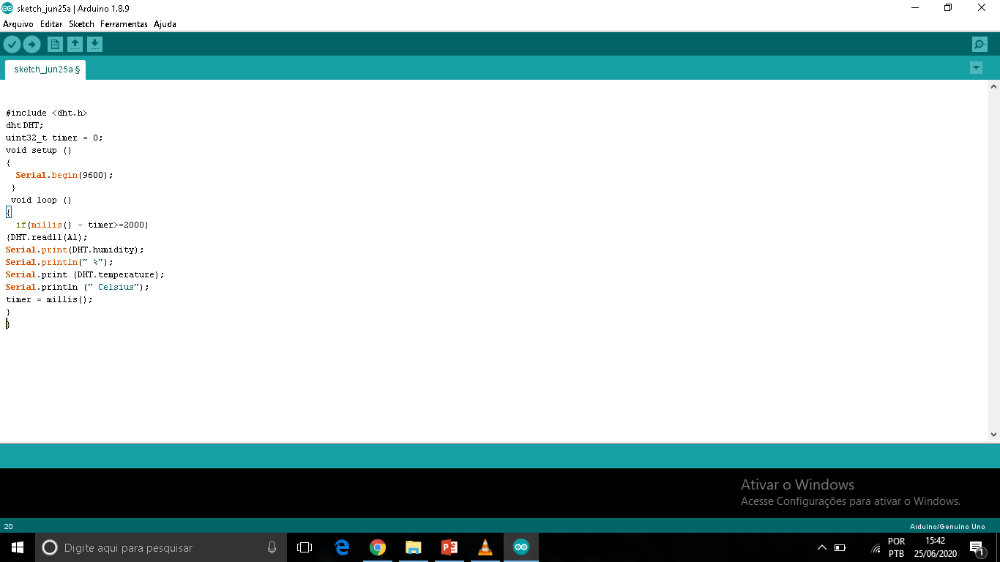 sketch_jun25a | Arduino 1.8.9
Arquivo Editar Sketch Ferramentas Ajuda
sketch_jun25a §
#include <dht.h>
dht DHT;
uint32_t timer = 0;
void setup ()
{
Serial.begin(9600);
}
void loop ()
{
if(millis() - timer>=2000)
{DHT.readll(Al);
Serial.print(DHT.humidity);
Serial.println(" %");
Serial.print (DHT.temperature);
Serial.println (" Celsius");
timer = millis();
}
}
Ativar o Windows
Acesse Configurações para ativar o Windows.
20
Arduino/Genuino Uno
Digite aqui para pesquisar
POR
PTB
15:42
25/06/2020
1